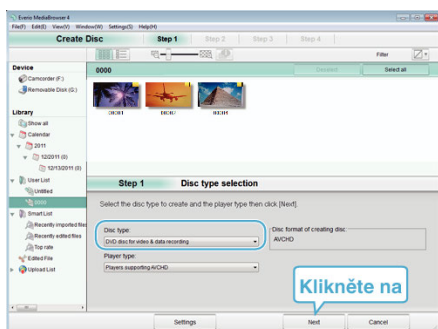 Everio MediaBrowser 4
File(F) Edit(E) View(V) Window(W) Settings(S) Help(H)
Create Disc Step 1 Step 2 Step 3 Step 4
Filter
Device
Camcorder (F:)
Removable Disk (G:)
Library
Show all
Calendar
2011
12/2011 (0)
12/13/2011 (0)
User List
Untitled
0000
Smart List
Recently imported files
Recently edited files
Top rate
Edited File
Upload List
0000 Select all
Step 1 Disc type selection
Select the disc type to create and the player type then click [Next].
Disc type:
DVD disc for video & data recording
Player type:
Players supporting AVCHD
Disc format of creating disc:
AVCHD
Klikněte na
Settings Next Cancel